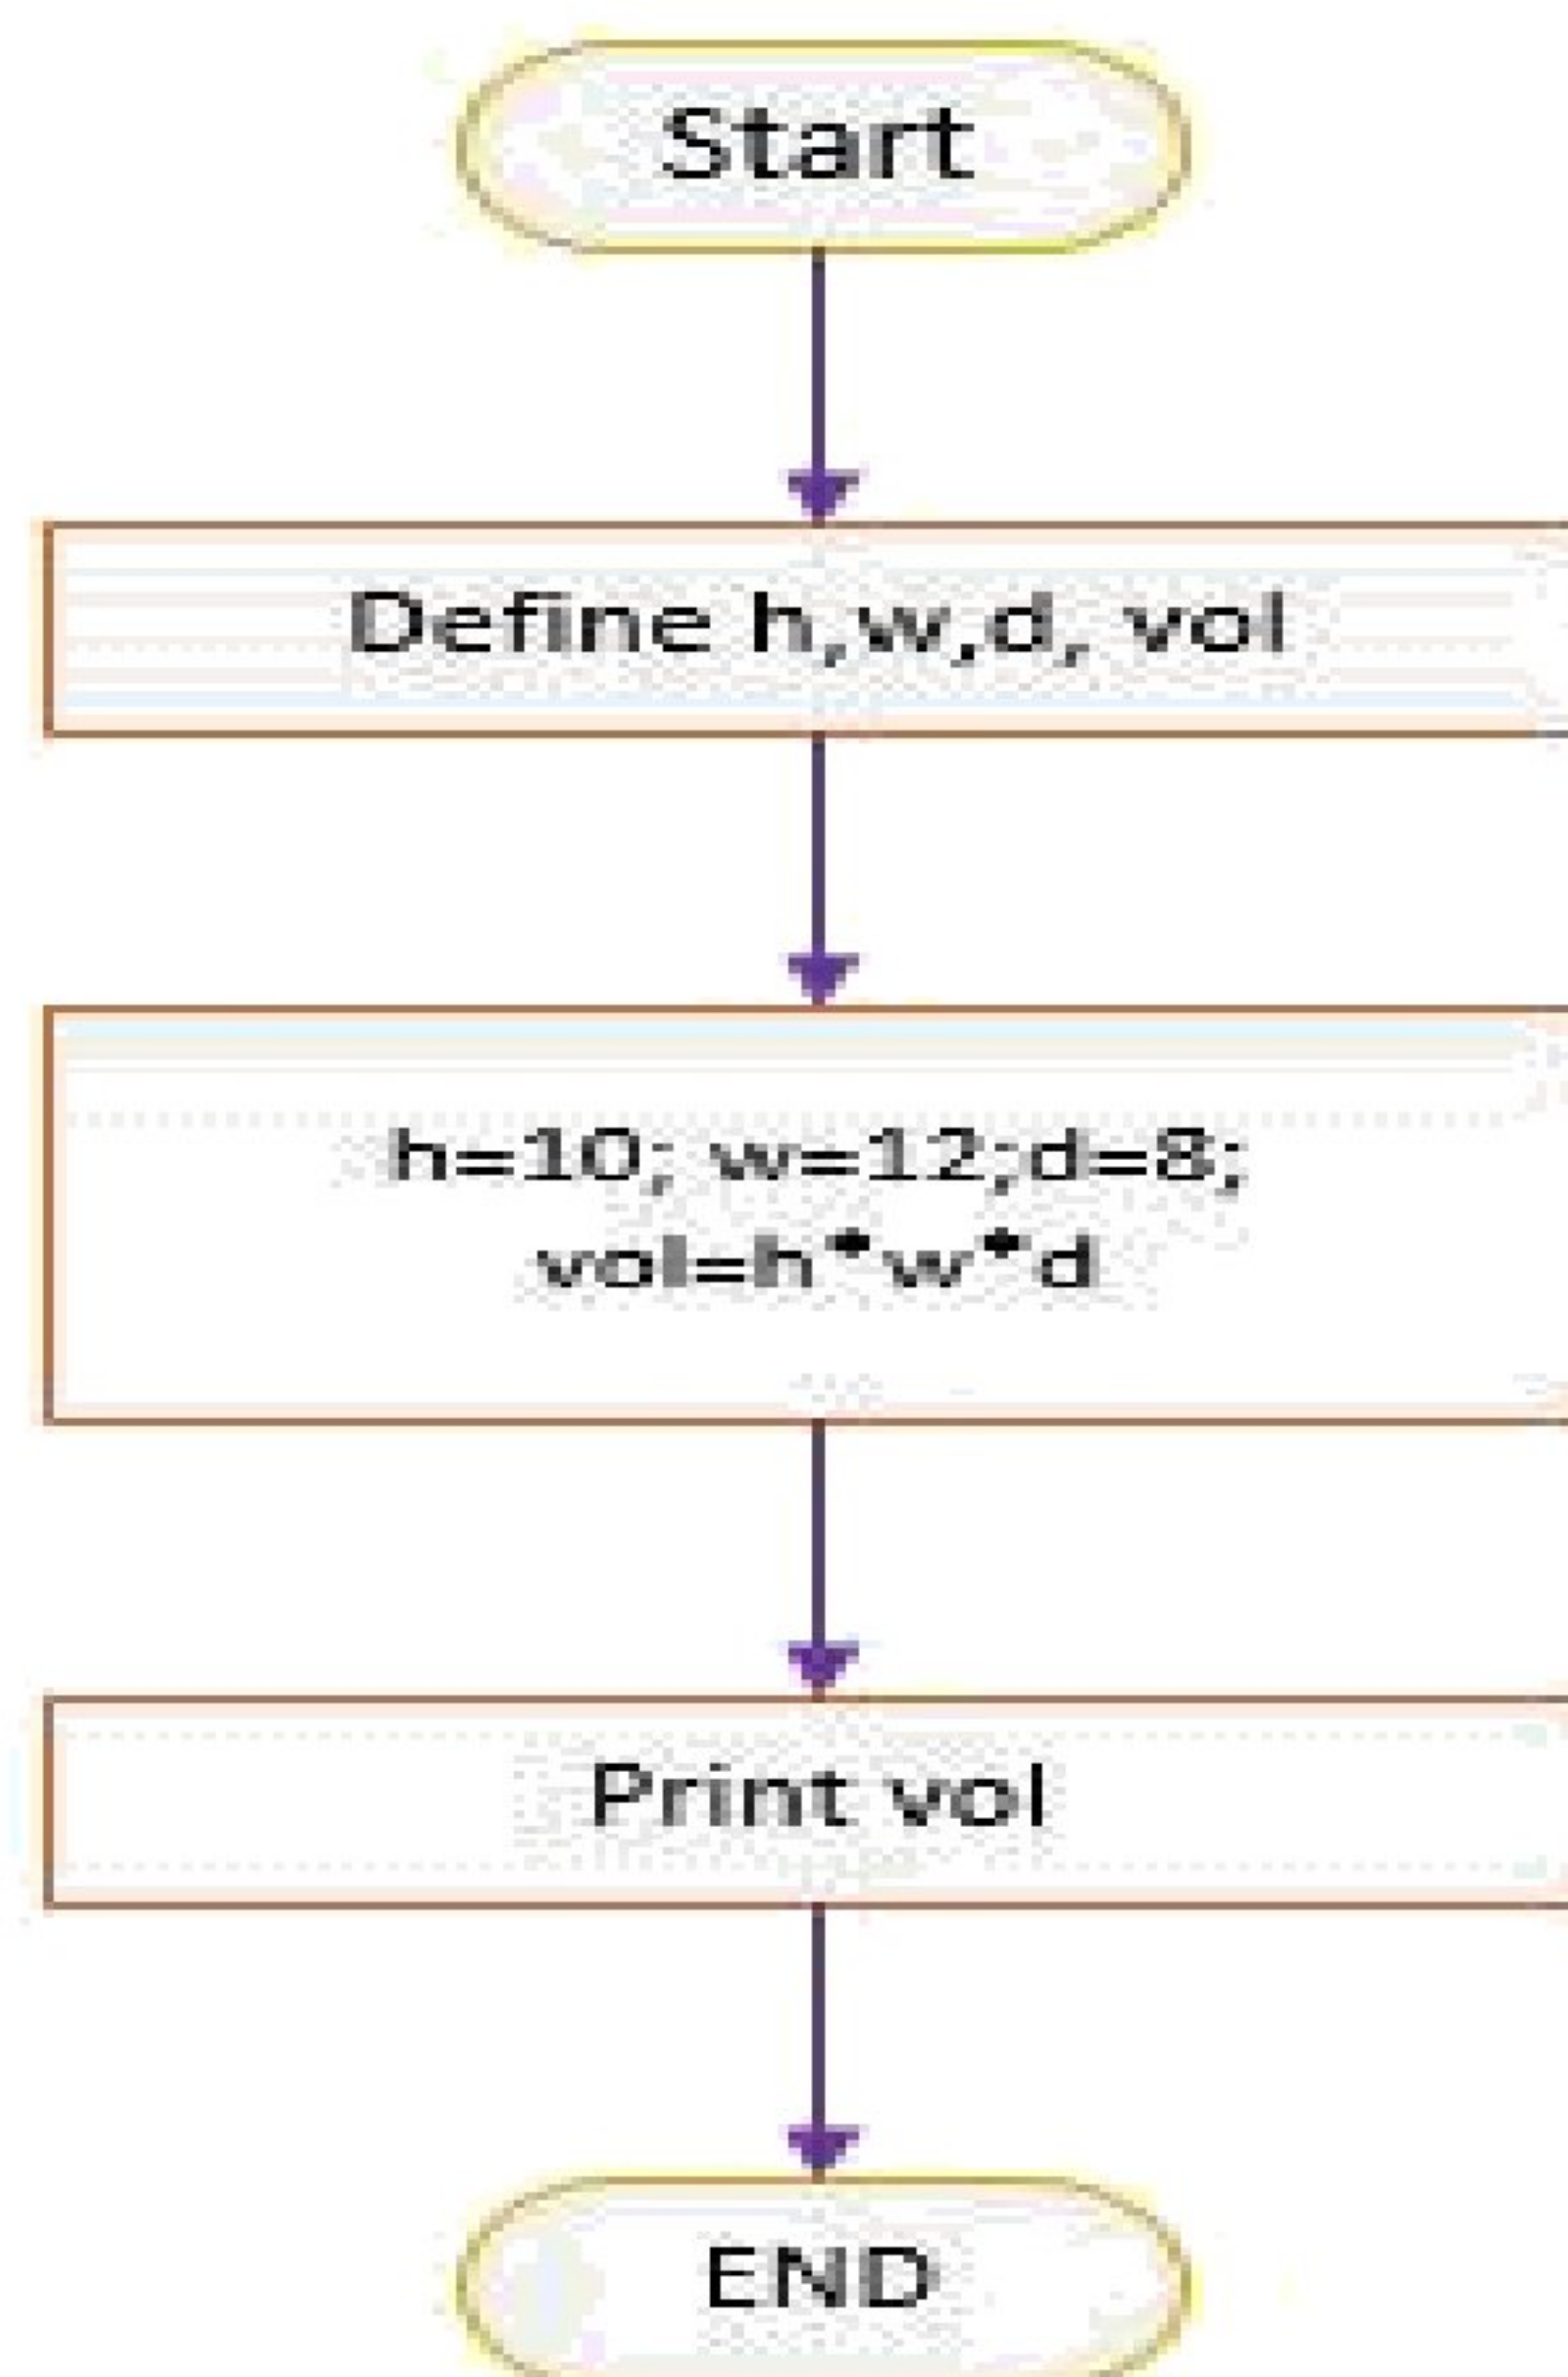 Start
Define h,w,d, vol
h=10; w=12;d=8;
vol=h*w*d
Print vol
END